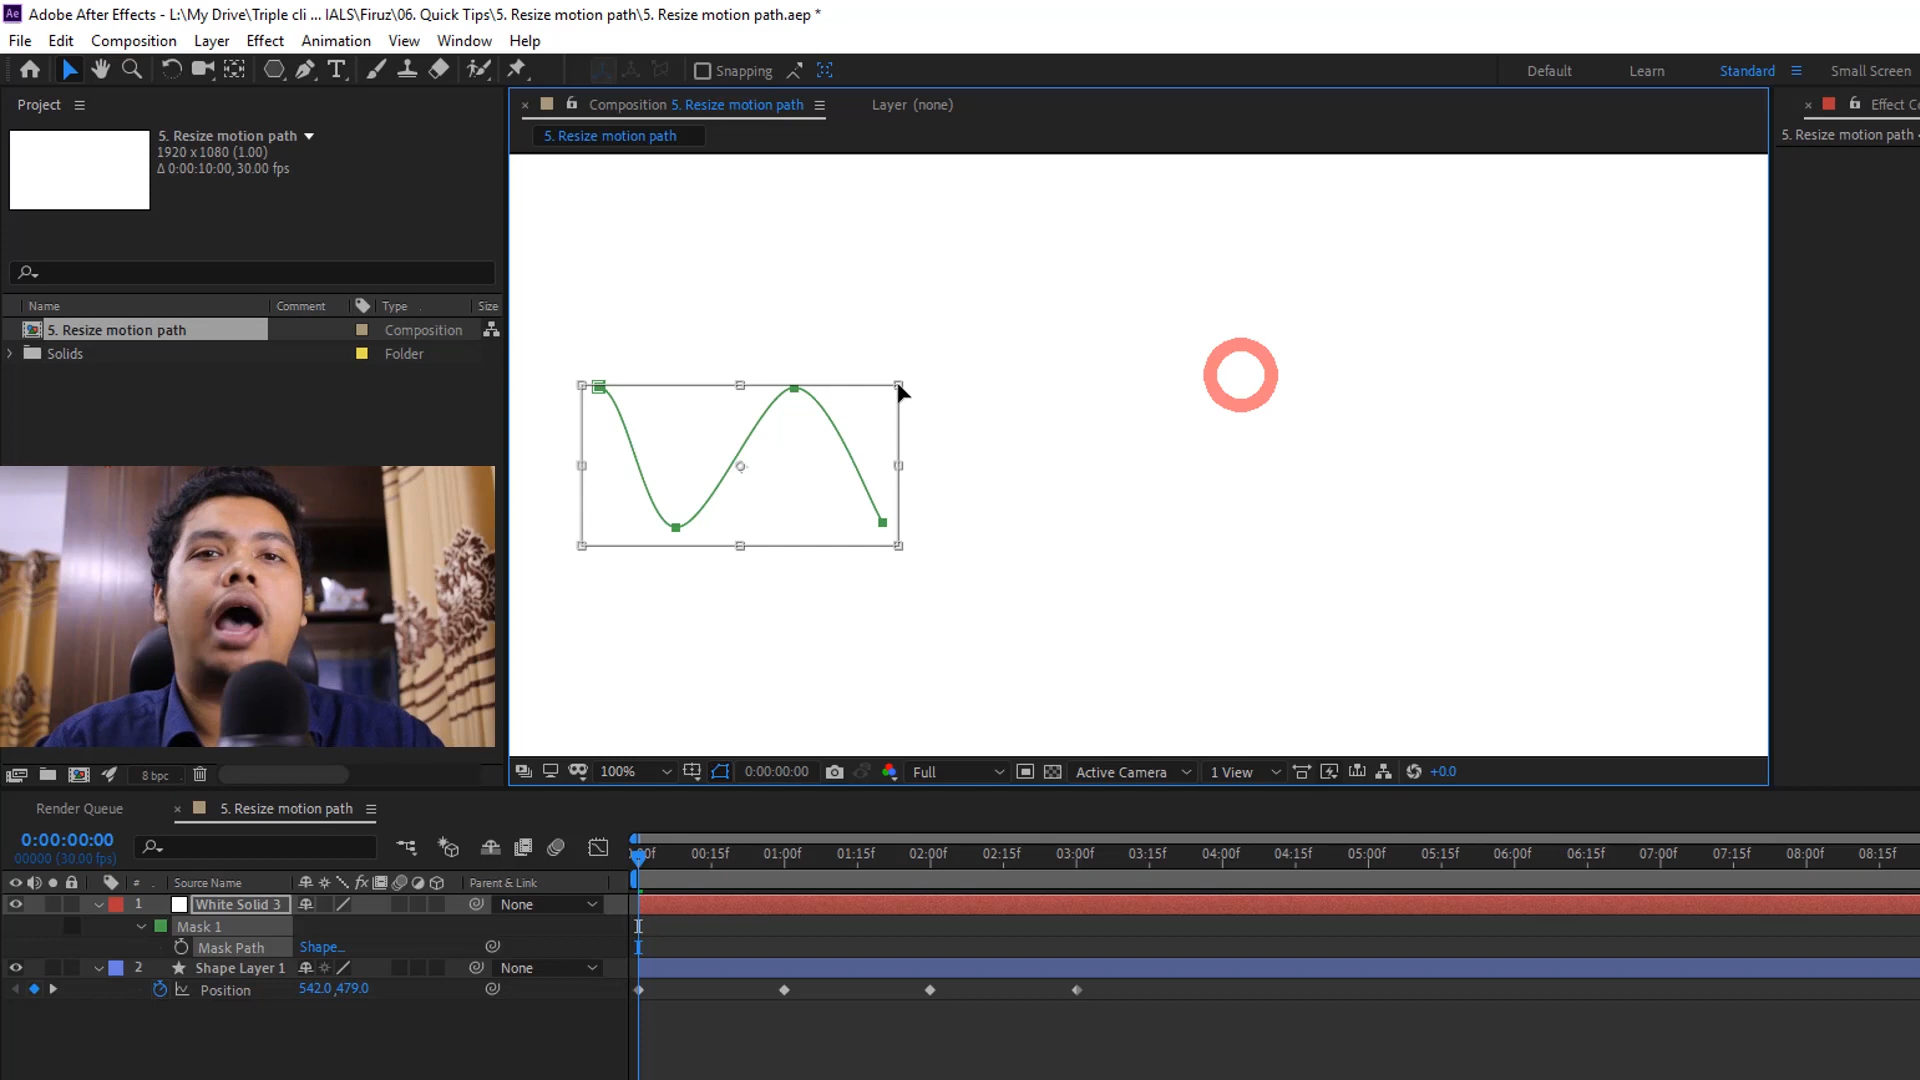 Ae Adobe After Effects - L:\My Drive\Triple cli ... IALS\Firuz\06. Quick Tips\5. Resize motion path\5. Resize motion path.aep *
File Edit Composition Layer Effect Animation View Window Help
Snapping Default Learn Standard Small Screen
Project
5. Resize motion path
1920 x 1080 (1.00)
Δ 0:00:10:00, 30.00 fps
Name Comment Type Size
5. Resize motion path Composition
Solids Folder
8 bpc
Composition 5. Resize motion path Layer (none)
5. Resize motion path
Effect Co
5. Resize motion path
100% 0:00:00:00 Full Active Camera 1 View +0.0
Render Queue 5. Resize motion path
0:00:00:00
00000 (30.00 fps)
:00f 00:15f 01:00f 01:15f 02:00f 02:15f 03:00f 03:15f 04:00f 04:15f 05:00f 05:15f 06:00f 06:15f 07:00f 07:15f 08:00f 08:15f
# Source Name fx Parent & Link
1 White Solid 3 None
Mask 1
Mask Path Shape...
2 Shape Layer 1 None
Position 542.0,479.0